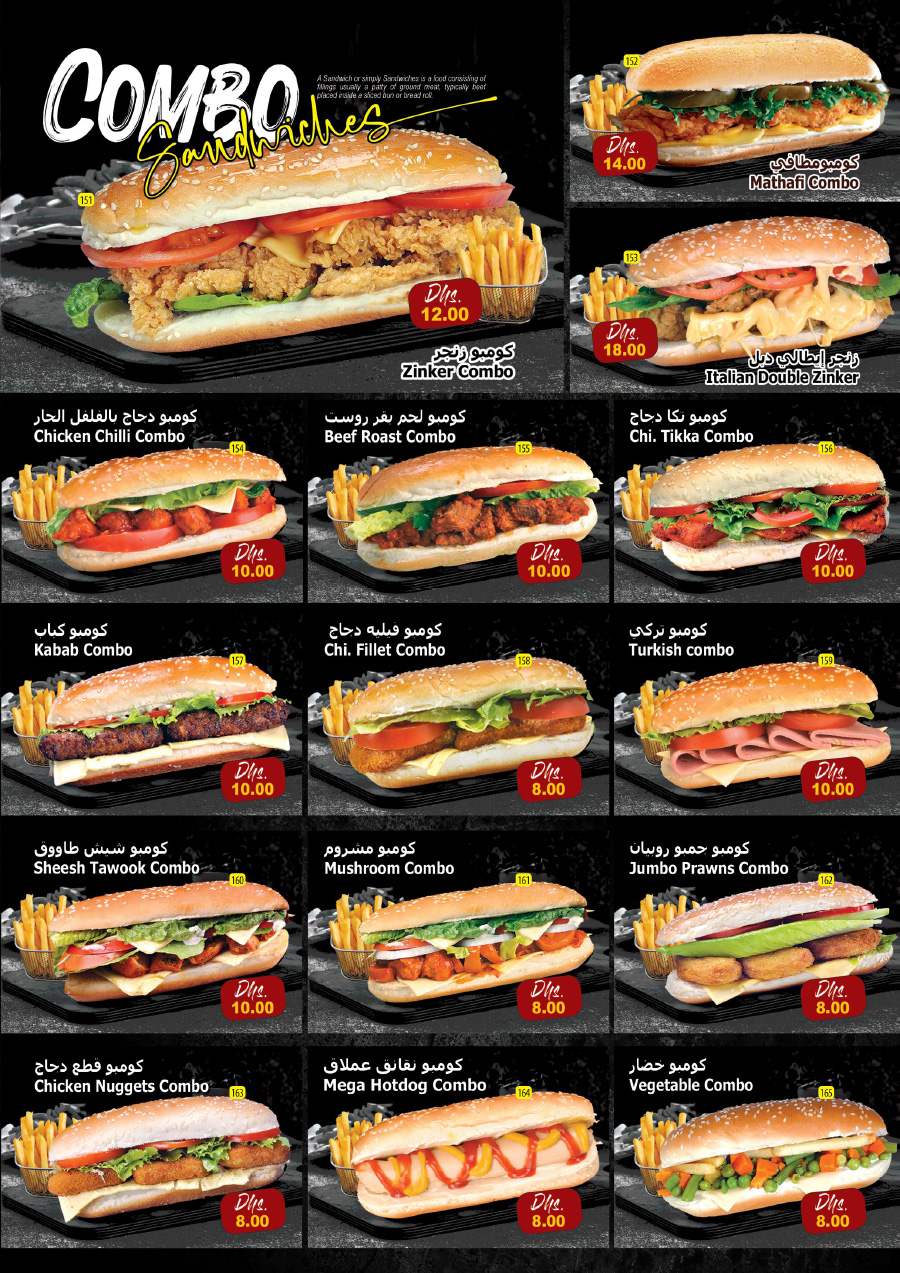 COMBO
Sandwiches
A Sandwich or simply Sandwiches is a food consisting of
fillings usually a patty of ground meat, typically beef
placed inside a sliced bun or bread roll.
151
Dhs.
12.00
كومبو زنجر
Zinker Combo
152
Dhs.
14.00
كومبومطافي
Mathafi Combo
153
Dhs.
18.00
زنجر إيطالي دبل
Italian Double Zinker
كومبو دجاج بالفلفل الحار
Chicken Chilli Combo
154
Dhs.
10.00
كومبو لحم بقر روست
Beef Roast Combo
155
Dhs.
10.00
كومبو تكا دجاج
Chi. Tikka Combo
156
Dhs.
10.00
كومبو كباب
Kabab Combo
157
Dhs.
10.00
كومبو فيليه دجاج
Chi. Fillet Combo
158
Dhs.
8.00
كومبو تركي
Turkish combo
159
Dhs.
10.00
كومبو شيش طاووق
Sheesh Tawook Combo
160
Dhs.
10.00
كومبو مشروم
Mushroom Combo
161
Dhs.
8.00
كومبو جمبو روبيان
Jumbo Prawns Combo
162
Dhs.
8.00
كومبو قطع دجاج
Chicken Nuggets Combo
163
Dhs.
8.00
كومبو نقانق عملاق
Mega Hotdog Combo
164
Dhs.
8.00
كومبو خضار
Vegetable Combo
165
Dhs.
8.00